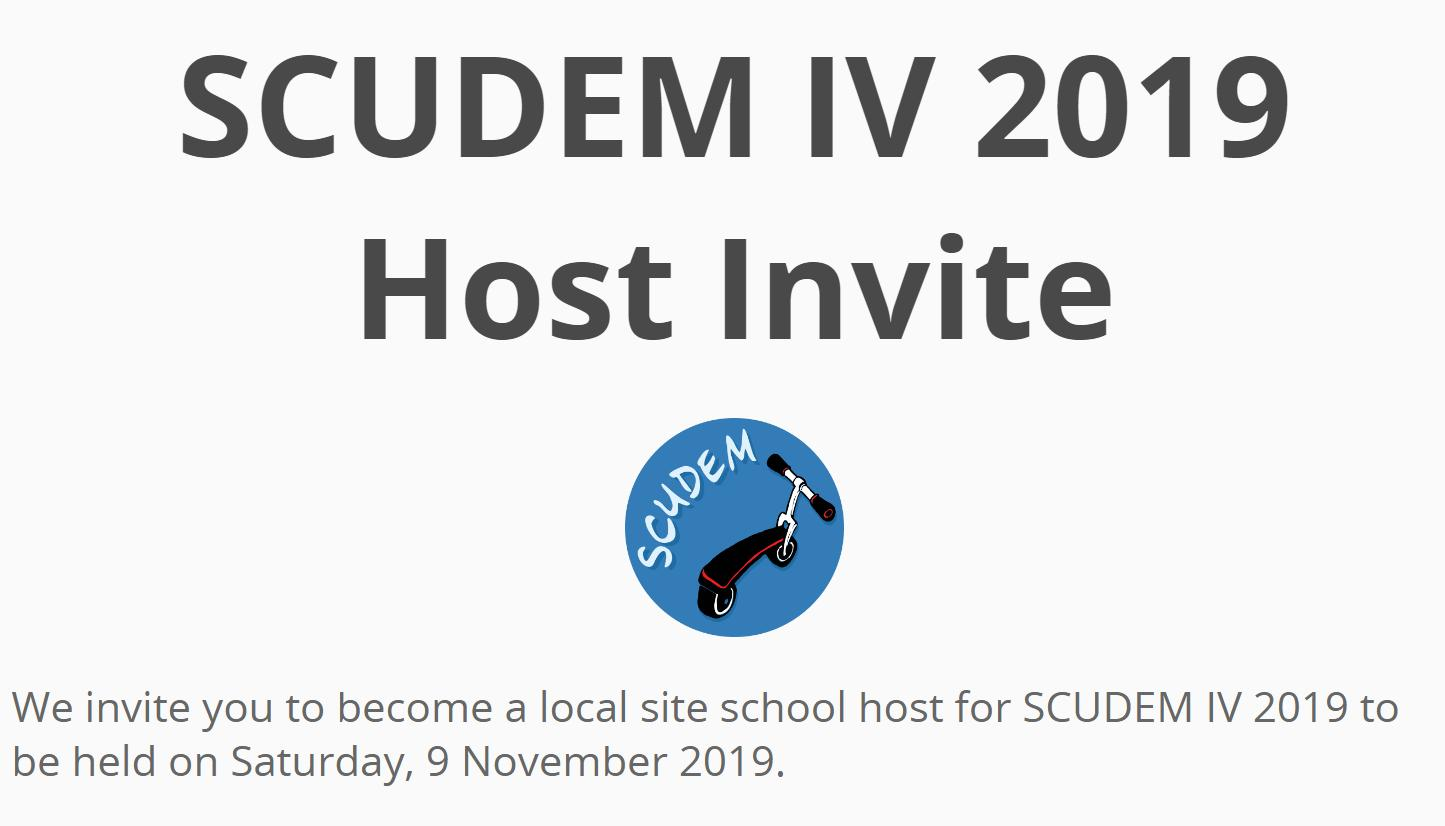 SCUDEM IV 2019
Host Invite
SCUDEM
We invite you to become a local site school host for SCUDEM IV 2019 to
be held on Saturday, 9 November 2019.